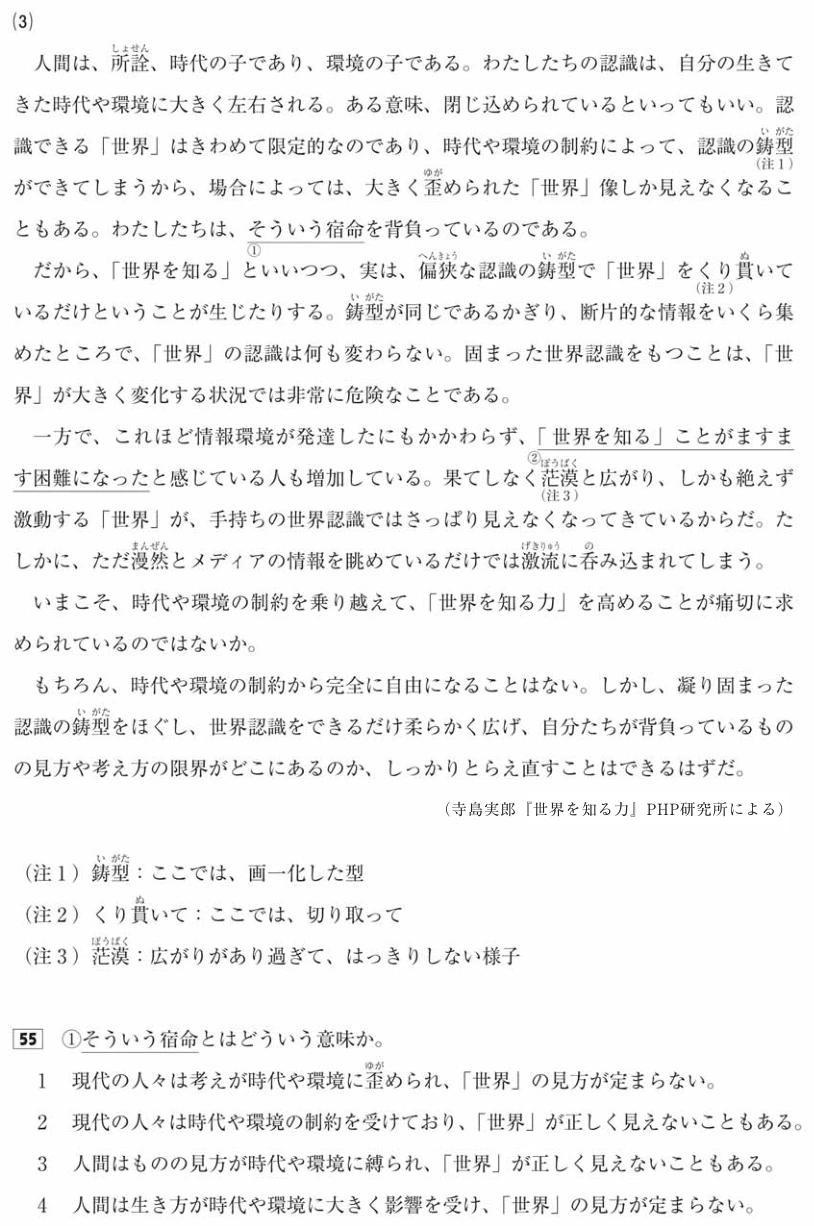 (3)
人間は、所詮、時代の子であり、環境の子である。わたしたちの認識は、自分の生きて
きた時代や環境に大きく左右される。ある意味、閉じ込められているといってもいい。認
識できる「世界」はきわめて限定的なのであり、時代や環境の制約によって、認識の鋳型
(注1)
ができてしまうから、場合によっては、大きく歪められた「世界」像しか見えなくなるこ
ともある。わたしたちは、そういう宿命を背負っているのである。
①
だから、「世界を知る」といいつつ、実は、偏狭な認識の鋳型で「世界」をくり貫いて
(注2)
いるだけということが生じたりする。鋳型が同じであるかぎり、断片的な情報をいくら集
めたところで、「世界」の認識は何も変わらない。固まった世界認識をもつことは、「世
界」が大きく変化する状況では非常に危険なことである。
一方で、これほど情報環境が発達したにもかかわらず、「世界を知る」ことがますま
②
す困難になったと感じている人も増加している。果てしなく茫漠と広がり、しかも絶えず
(注3)
激動する「世界」が、手持ちの世界認識ではさっぱり見えなくなってきているからだ。た
しかに、ただ漫然とメディアの情報を眺めているだけでは激流に呑み込まれてしまう。
いまこそ、時代や環境の制約を乗り越えて、「世界を知る力」を高めることが痛切に求
められているのではないか。
もちろん、時代や環境の制約から完全に自由になることはない。しかし、凝り固まった
認識の鋳型をほぐし、世界認識をできるだけ柔らかく広げ、自分たちが背負っているもの
の見方や考え方の限界がどこにあるのか、しっかりとらえ直すことはできるはずだ。
(寺島実郎『世界を知る力』PHP研究所による)
(注1)鋳型：ここでは、画一化した型
(注2)くり貫いて：ここでは、切り取って
(注3)茫漠：広がりがあり過ぎて、はっきりしない様子
55 ①そういう宿命とはどういう意味か。
1 現代の人々は考えが時代や環境に歪められ、「世界」の見方が定まらない。
2 現代の人々は時代や環境の制約を受けており、「世界」が正しく見えないこともある。
3 人間はものの見方が時代や環境に縛られ、「世界」が正しく見えないこともある。
4 人間は生き方が時代や環境に大きく影響を受け、「世界」の見方が定まらない。